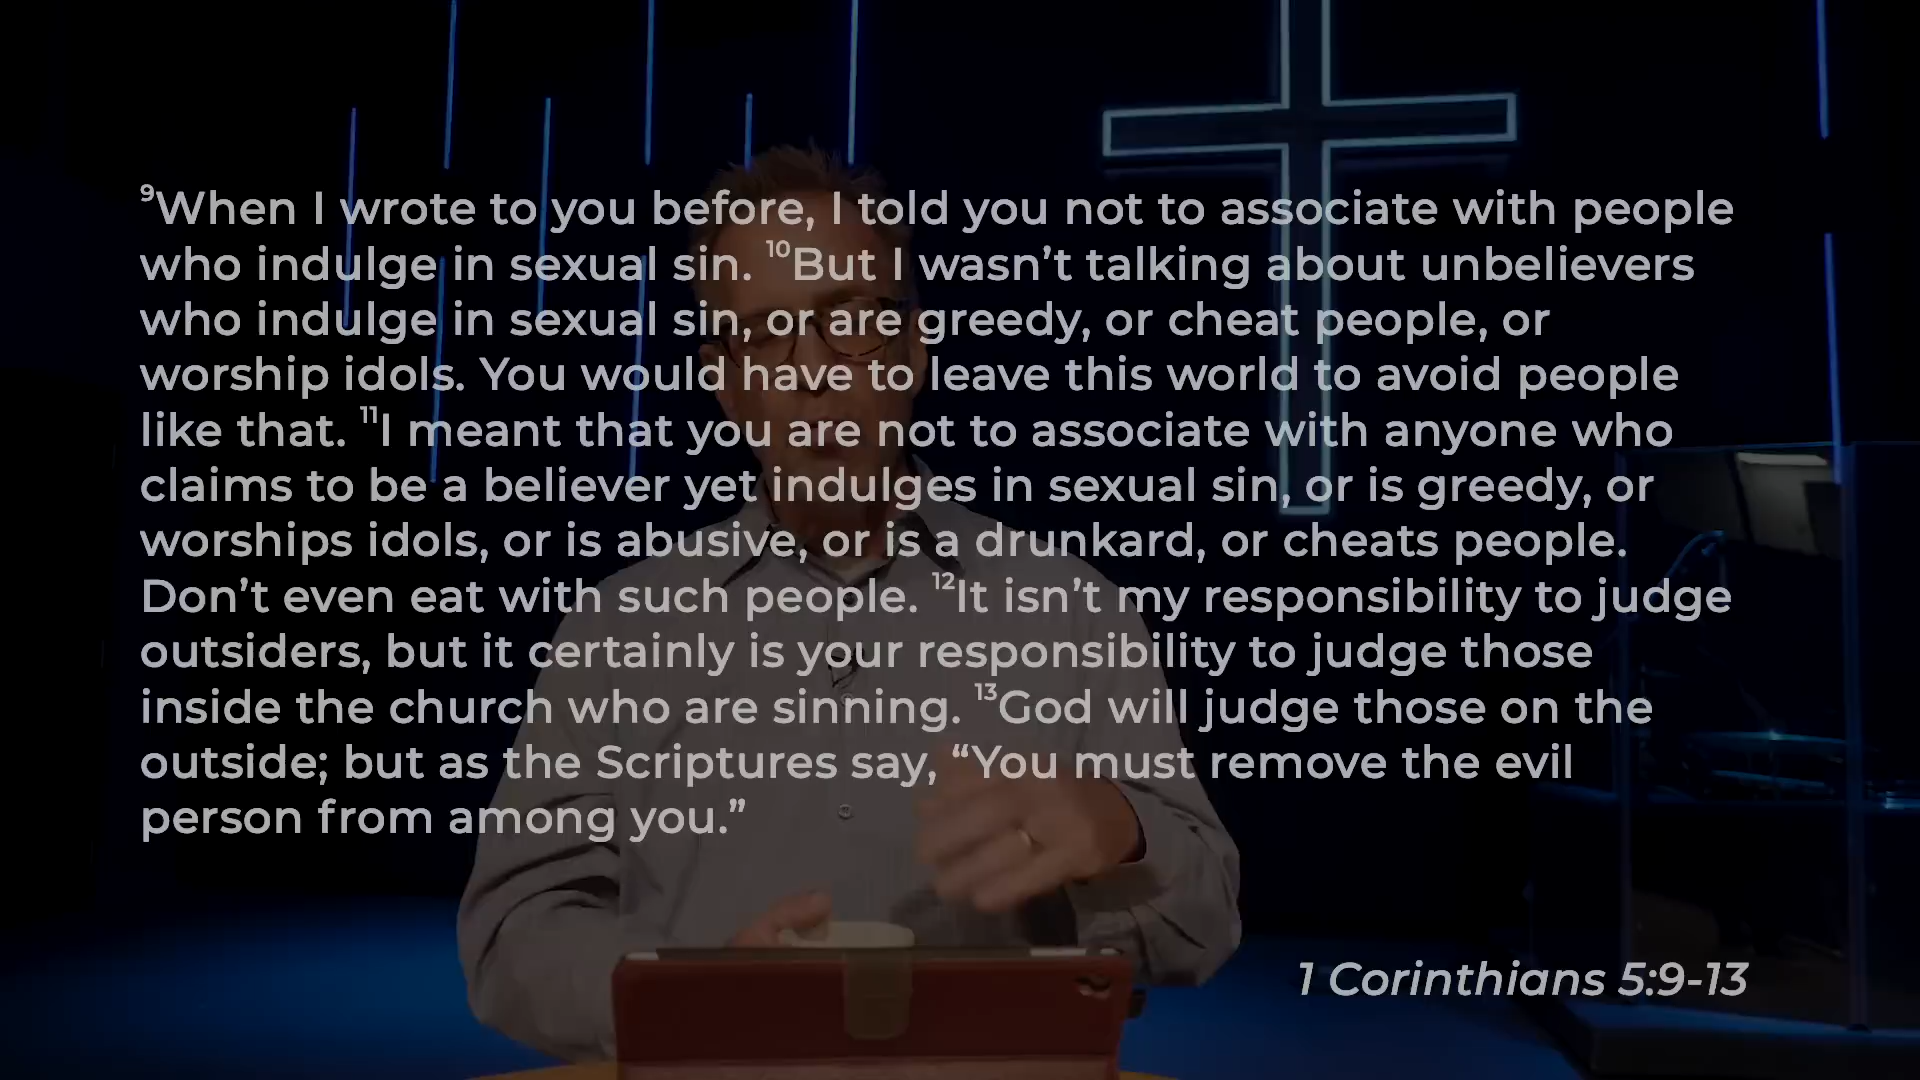 ⁹When I wrote to you before, I told you not to associate with people
who indulge in sexual sin. ¹⁰But I wasn’t talking about unbelievers
who indulge in sexual sin, or are greedy, or cheat people, or
worship idols. You would have to leave this world to avoid people
like that. ¹¹I meant that you are not to associate with anyone who
claims to be a believer yet indulges in sexual sin, or is greedy, or
worships idols, or is abusive, or is a drunkard, or cheats people.
Don’t even eat with such people. ¹²It isn’t my responsibility to judge
outsiders, but it certainly is your responsibility to judge those
inside the church who are sinning. ¹³God will judge those on the
outside; but as the Scriptures say, “You must remove the evil
person from among you.”
1 Corinthians 5:9-13